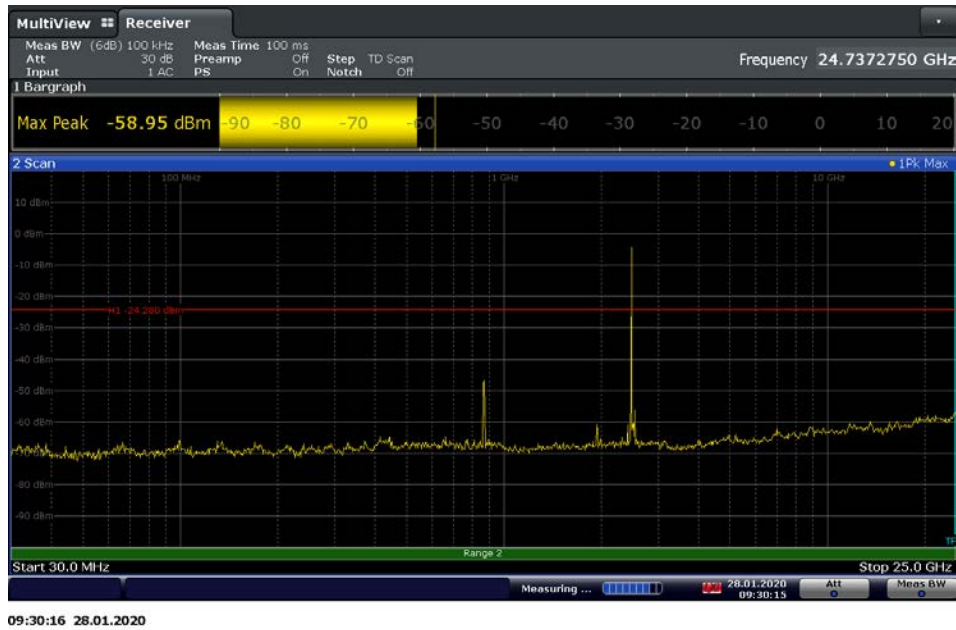 MultiView Receiver
Meas BW (6dB) 100 kHz Meas Time 100 ms
Att 30 dB Preamp Off Step TD Scan
Input 1 AC PS On Notch Off
Frequency 24.7372750 GHz
1 Bargraph
Max Peak -58.95 dBm -90 -80 -70 -60 -50 -40 -30 -20 -10 0 10 20
2 Scan 1Pk Max
100 MHz 1 GHz 10 GHz
10 dBm
0 dBm
-10 dBm
-20 dBm
H1 -24.200 dBm
-30 dBm
-40 dBm
-50 dBm
-60 dBm
-80 dBm
-90 dBm
TF
Range 2
Start 30.0 MHz Stop 25.0 GHz
Measuring ... 28.01.2020 Att Meas BW
09:30:15
09:30:16 28.01.2020